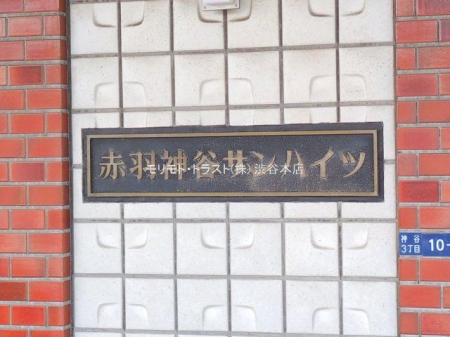 赤羽神谷サンハイツ
モリモト・トラスト(株) 渋谷本店
神谷
3丁目
10-